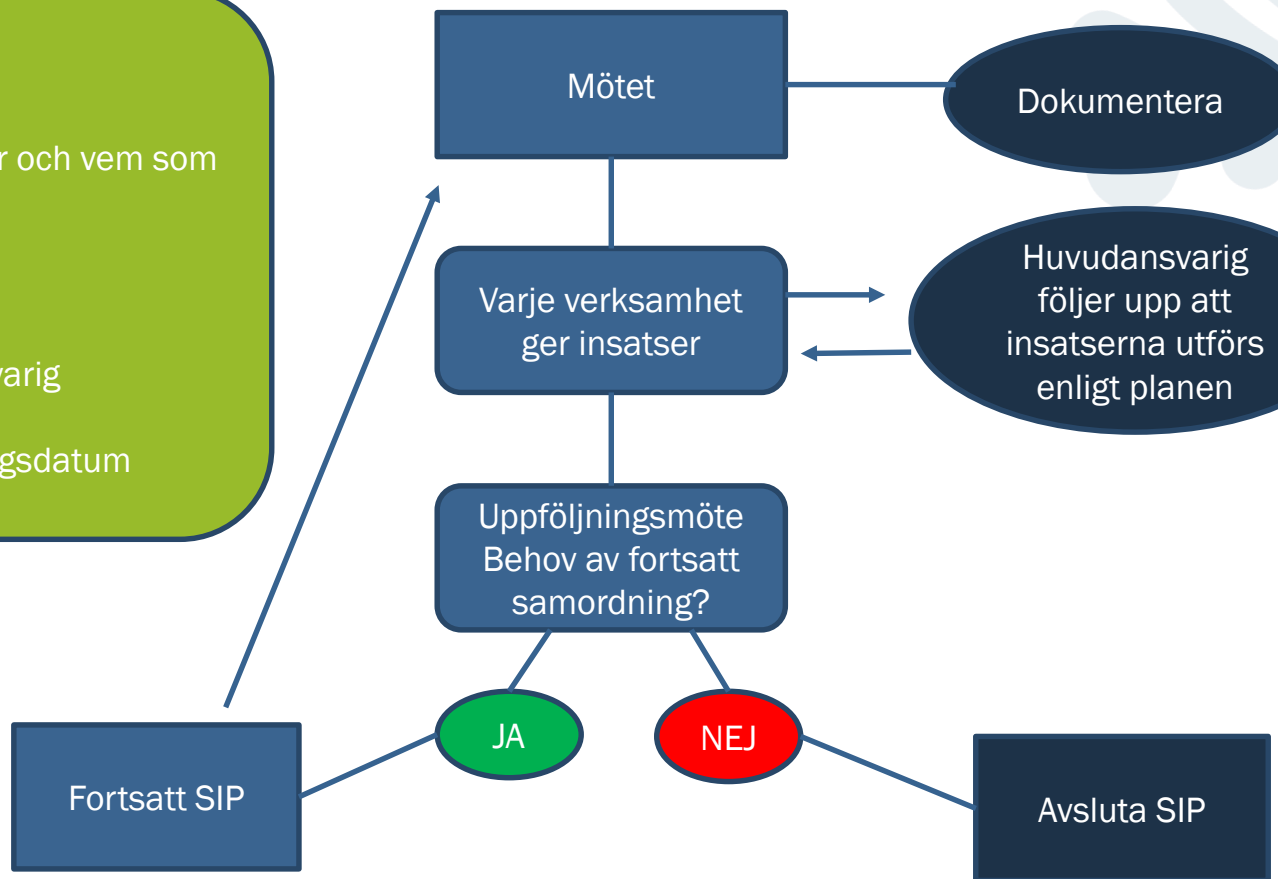 r och vem som
varig
gsdatum
Mötet
Dokumentera
Varje verksamhet
ger insatser
Huvudansvarig
följer upp att
insatserna utförs
enligt planen
Uppföljningsmöte
Behov av fortsatt
samordning?
JA
NEJ
Fortsatt SIP
Avsluta SIP